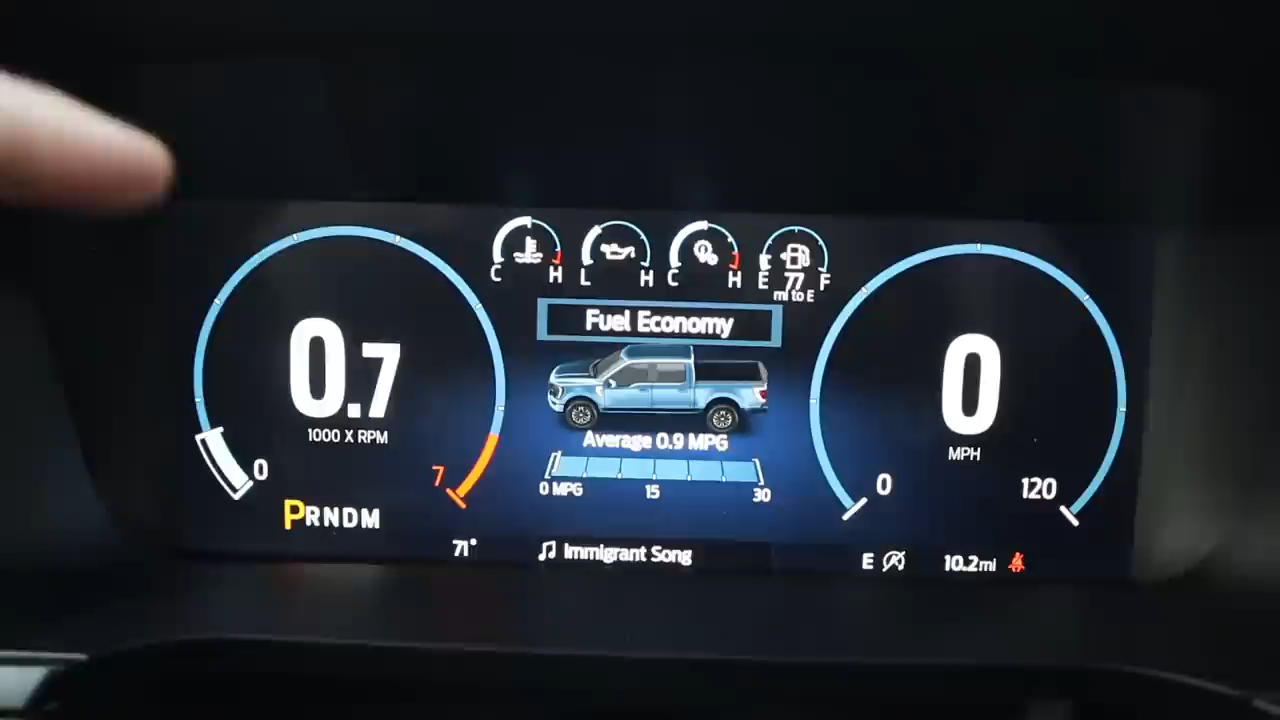 C H L H C H E 77 F
mi to E
Fuel Economy
0.7
1000 X RPM
0
7
PRNDM
Average 0.9 MPG
0 MPG 15 30
0
MPH
0 120
71°
Immigrant Song
E
10.2mi